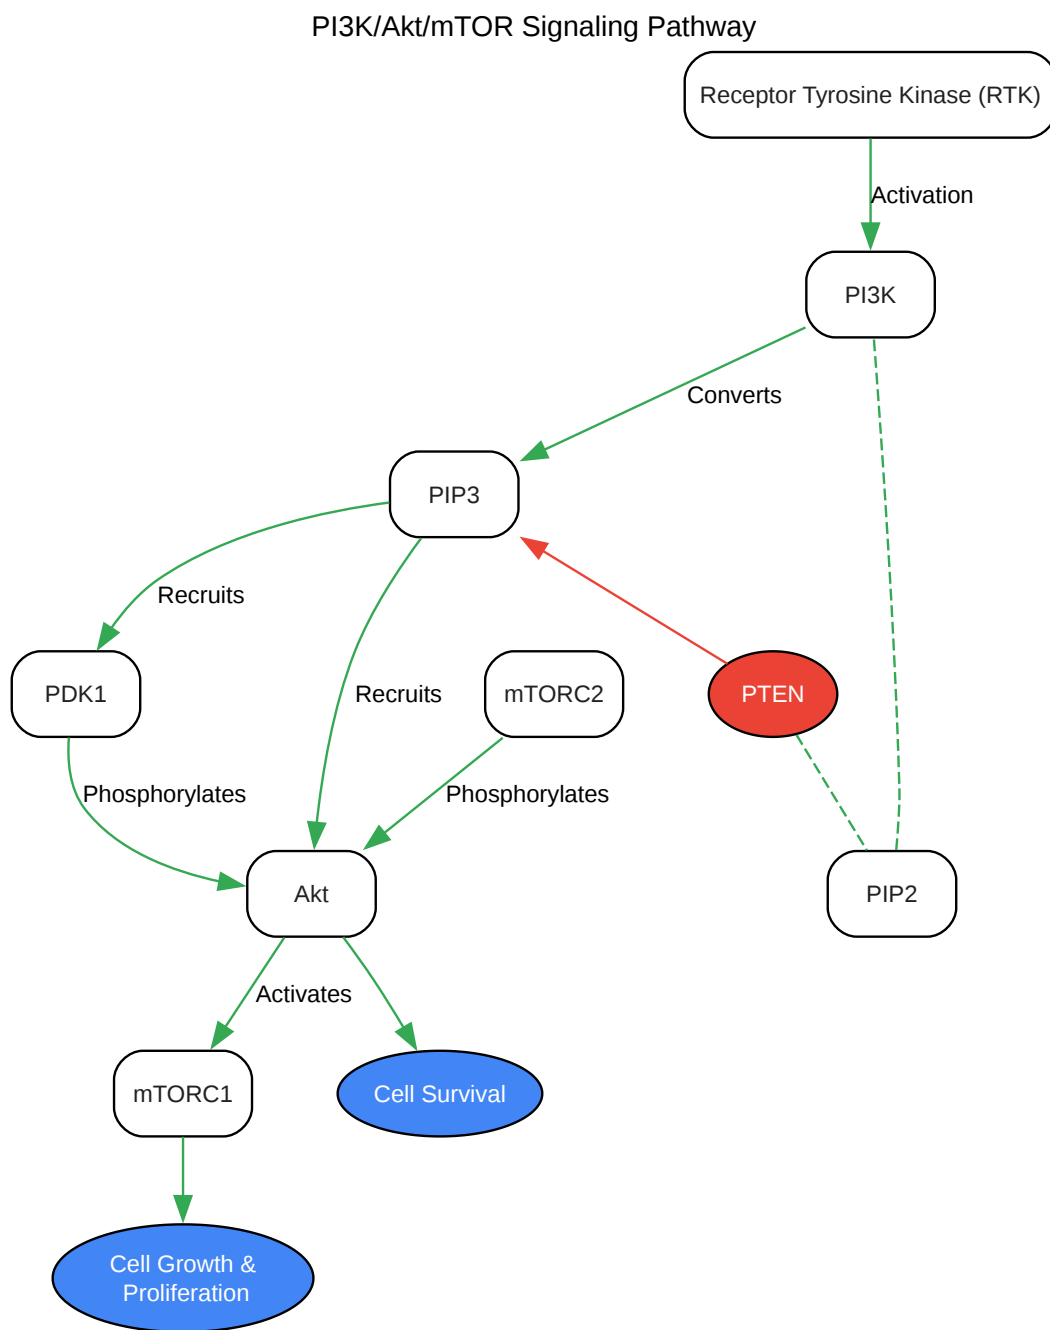 PI3K/Akt/mTOR Signaling Pathway
Receptor Tyrosine Kinase (RTK)
Activation
PI3K
Converts
PIP3
Recruits
PDK1
Recruits
mTORC2
PTEN
Phosphorylates
Phosphorylates
Akt
PIP2
Activates
mTORC1
Cell Survival
Cell Growth &
Proliferation